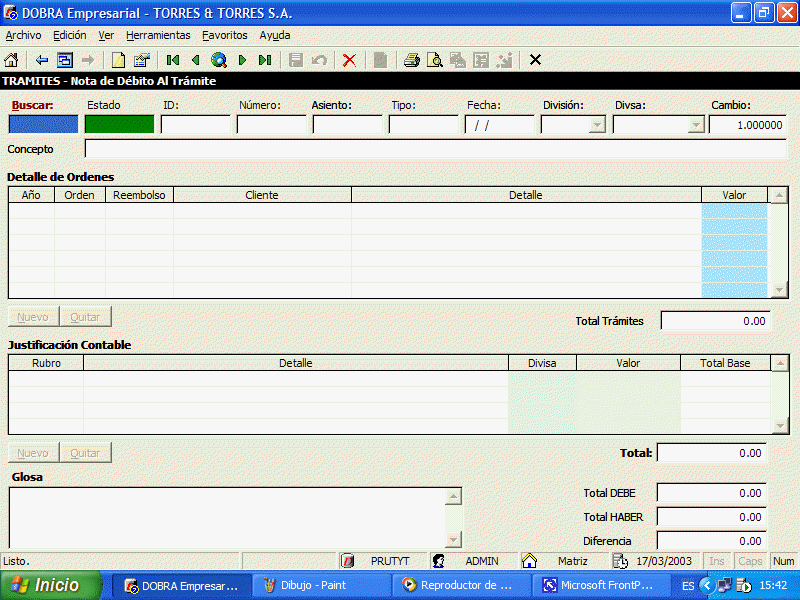 DOBRA Empresarial - TORRES & TORRES S.A.
Archivo Edición Ver Herramientas Favoritos Ayuda
TRAMITES - Nota de Débito Al Trámite
Buscar: Estado ID: Número: Asiento: Tipo: Fecha: División: Divsa: Cambio:
/ / 1.000000
Concepto
Detalle de Ordenes
Año Orden Reembolso Cliente Detalle Valor
Nuevo Quitar
Total Trámites 0.00
Justificación Contable
Rubro Detalle Divisa Valor Total Base
Nuevo Quitar
Total: 0.00
Glosa
Total DEBE 0.00
Total HABER 0.00
Diferencia 0.00
Listo. PRUTYT ADMIN Matriz 17/03/2003 Ins Caps Num
Inicio DOBRA Empresar... Dibujo - Paint Reproductor de ... Microsoft FrontP... ES 15:42